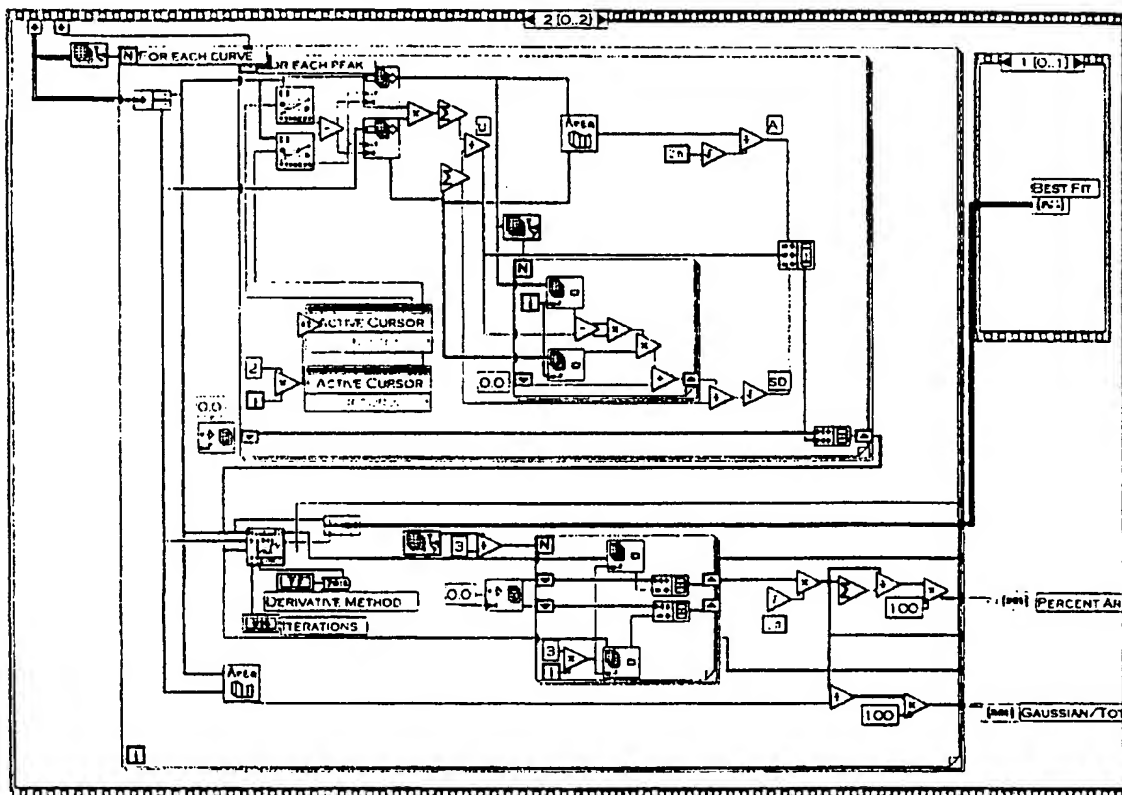 2 [0..2]
N FOR EACH CURVE
OR EACH PEAK
1 [0..1]
U
AREA
A
BEST FIT
N
i
ACTIVE CURSOR
2
ACTIVE CURSOR
i
0.0
SD
0.0
3
N
0.0
DERIVATIVE METHOD
100
PERCENT AR
ITERATIONS
3
i
AREA
100
GAUSSIAN/TOT
i